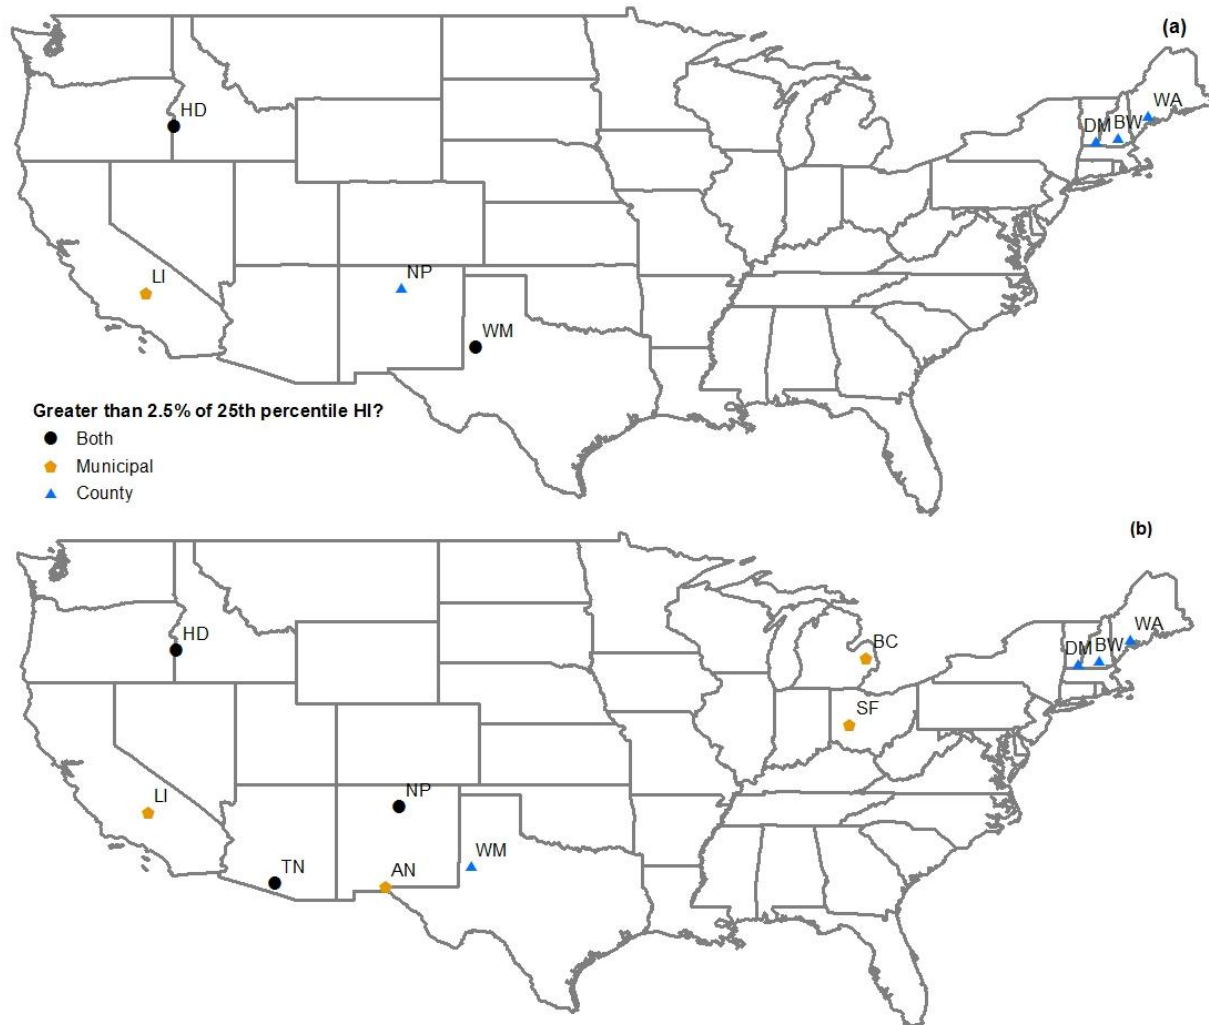 (a)
WA
HD
DM BW
LI
NP
WM
Greater than 2.5% of 25th percentile HI?
Both
Municipal
County
(b)
WA
HD
BC
DM BW
SF
LI
NP
WM
TN
AN